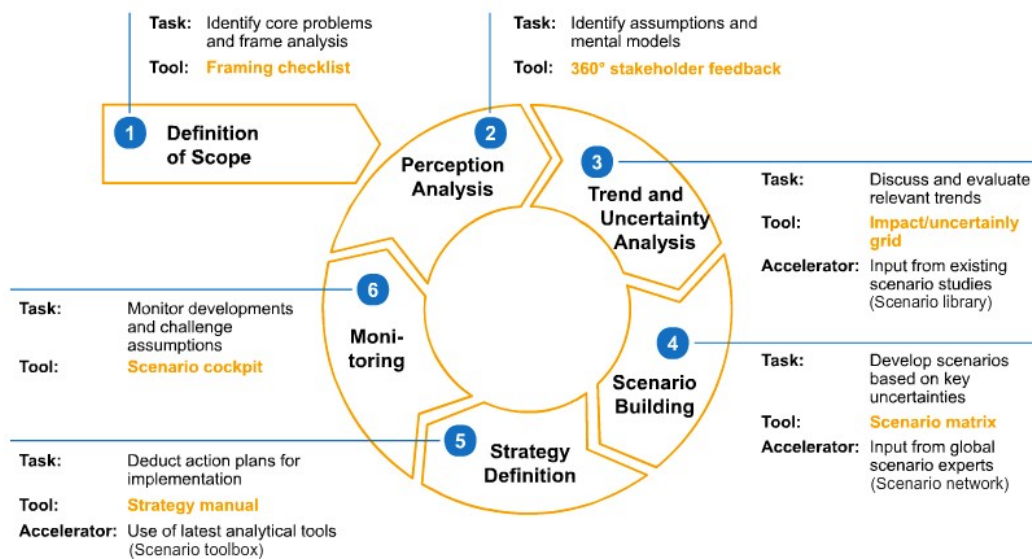 Task: Identify core problems
and frame analysis
Tool: Framing checklist
1 Definition
of Scope
Task: Identify assumptions and
mental models
Tool: 360° stakeholder feedback
2
Perception
Analysis
3
Trend and
Uncertainty
Analysis
Task: Discuss and evaluate
relevant trends
Tool: Impact/uncertainly
grid
Accelerator: Input from existing
scenario studies
(Scenario library)
4
Scenario
Building
Task: Develop scenarios
based on key
uncertainties
Tool: Scenario matrix
Accelerator: Input from global
scenario experts
(Scenario network)
5
Strategy
Definition
Task: Deduct action plans for
implementation
Tool: Strategy manual
Accelerator: Use of latest analytical tools
(Scenario toolbox)
6
Moni-
toring
Task: Monitor developments
and challenge
assumptions
Tool: Scenario cockpit